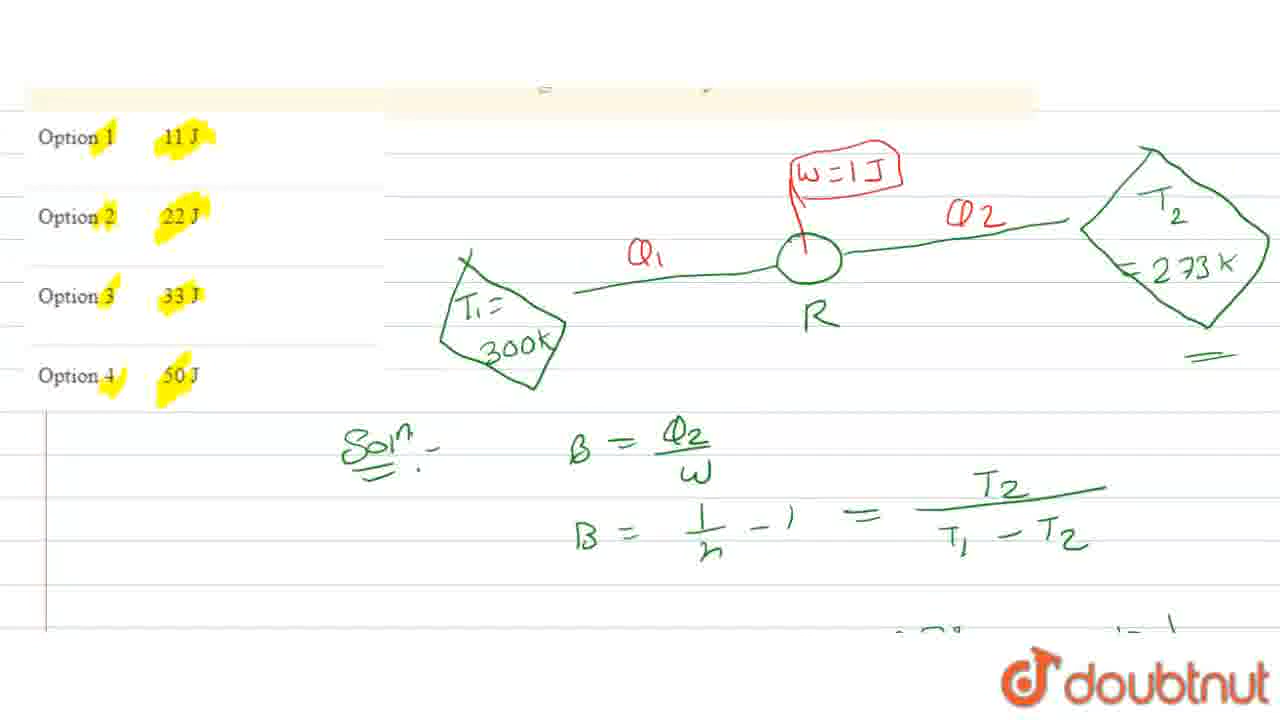 Option 1 11 J
Option 2 22 J
Option 3 33 J
Option 4 50 J
W = 1 J
Q1
Q2
R
T1 =
300K
T2
= 273K
Soln :-
B = Q2/W
B = 1/n - 1 = T2/T1 - T2
doubtnut